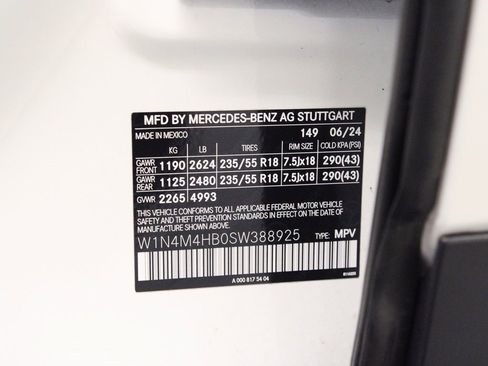 MFD BY MERCEDES-BENZ AG STUTTGART
MADE IN MEXICO 149 06/24
KG LB TIRES RIM SIZE COLD KPA (PSI)
GAWR FRONT 1190 2624 235/55 R18 7.5Jx18 290(43)
GAWR REAR 1125 2480 235/55 R18 7.5Jx18 290(43)
GVWR 2265 4993
THIS VEHICLE CONFORMS TO ALL APPLICABLE FEDERAL MOTOR VEHICLE
SAFETY AND THEFT PREVENTION STANDARDS IN EFFECT ON THE DATE OF
MANUFACTURE SHOWN ABOVE.
W1N4M4HB0SW388925 TYPE: MPV
A 000 817 54 04